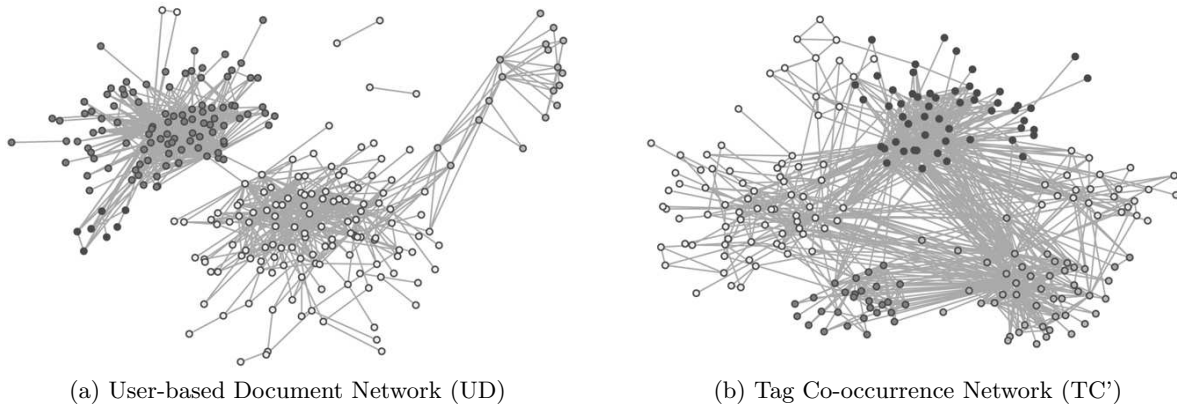 (a) User-based Document Network (UD)
(b) Tag Co-occurrence Network (TC’)